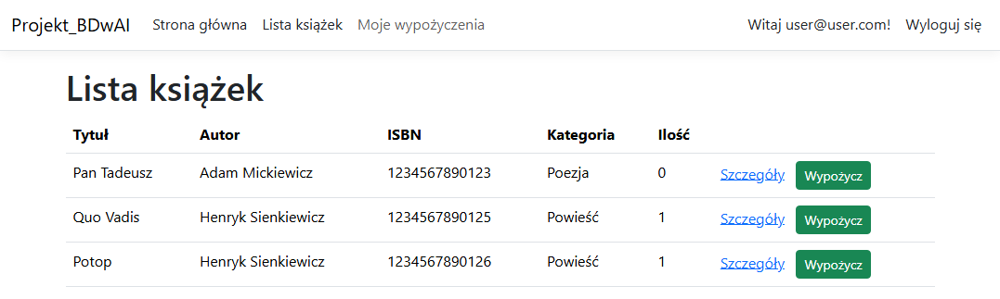 Projekt_BDwAI Strona główna Lista książek Moje wypożyczenia Witaj user@user.com! Wyloguj się
Lista książek
Tytuł Autor ISBN Kategoria Ilość
Pan Tadeusz Adam Mickiewicz 1234567890123 Poezja 0 Szczegóły Wypożycz
Quo Vadis Henryk Sienkiewicz 1234567890125 Powieść 1 Szczegóły Wypożycz
Potop Henryk Sienkiewicz 1234567890126 Powieść 1 Szczegóły Wypożycz